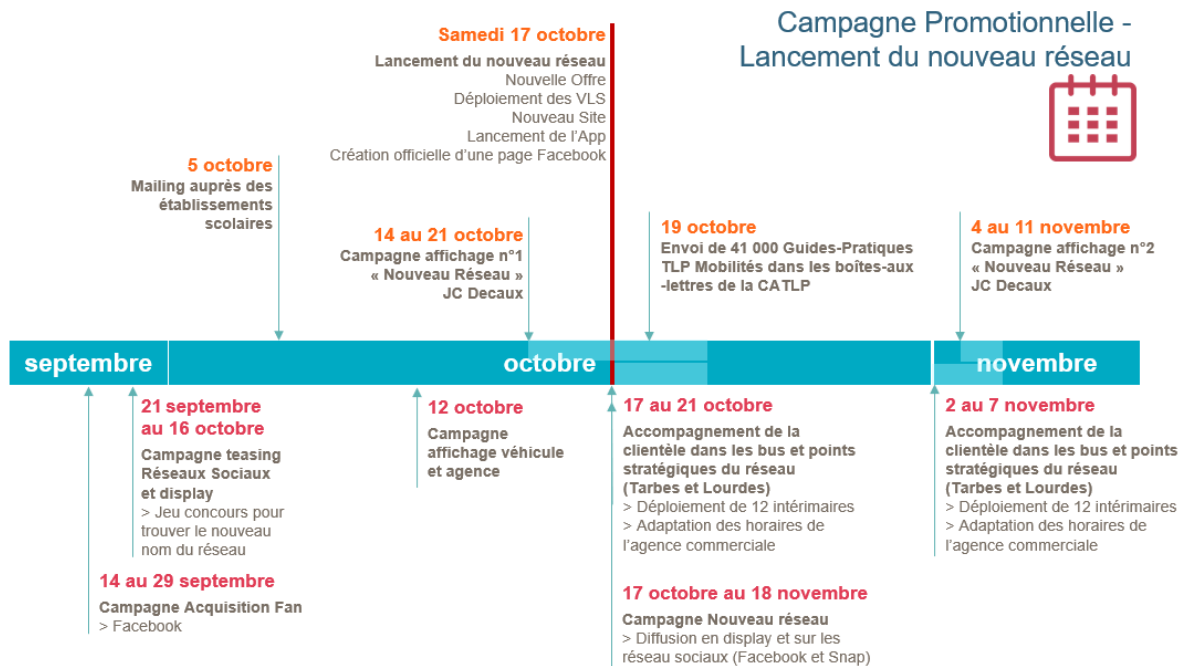 Campagne Promotionnelle -
Lancement du nouveau réseau
Samedi 17 octobre
Lancement du nouveau réseau
Nouvelle Offre
Déploiement des VLS
Nouveau Site
Lancement de l'App
Création officielle d'une page Facebook
5 octobre
Mailing auprès des
établissements
scolaires
14 au 21 octobre
Campagne affichage n°1
« Nouveau Réseau »
JC Decaux
19 octobre
Envoi de 41 000 Guides-Pratiques
TLP Mobilités dans les boîtes-aux
-lettres de la CATLP
4 au 11 novembre
Campagne affichage n°2
« Nouveau Réseau »
JC Decaux
septembre
octobre
novembre
21 septembre
au 16 octobre
Campagne teasing
Réseaux Sociaux
et display
> Jeu concours pour
trouver le nouveau
nom du réseau
12 octobre
Campagne
affichage véhicule
et agence
17 au 21 octobre
Accompagnement de la
clientèle dans les bus et points
stratégiques du réseau
(Tarbes et Lourdes)
> Déploiement de 12 intérimaires
> Adaptation des horaires de
l'agence commerciale
2 au 7 novembre
Accompagnement de la
clientèle dans les bus et points
stratégiques du réseau
(Tarbes et Lourdes)
> Déploiement de 12 intérimaires
> Adaptation des horaires de
l'agence commerciale
14 au 29 septembre
Campagne Acquisition Fan
> Facebook
17 octobre au 18 novembre
Campagne Nouveau réseau
> Diffusion en display et sur les
réseau sociaux (Facebook et Snap)